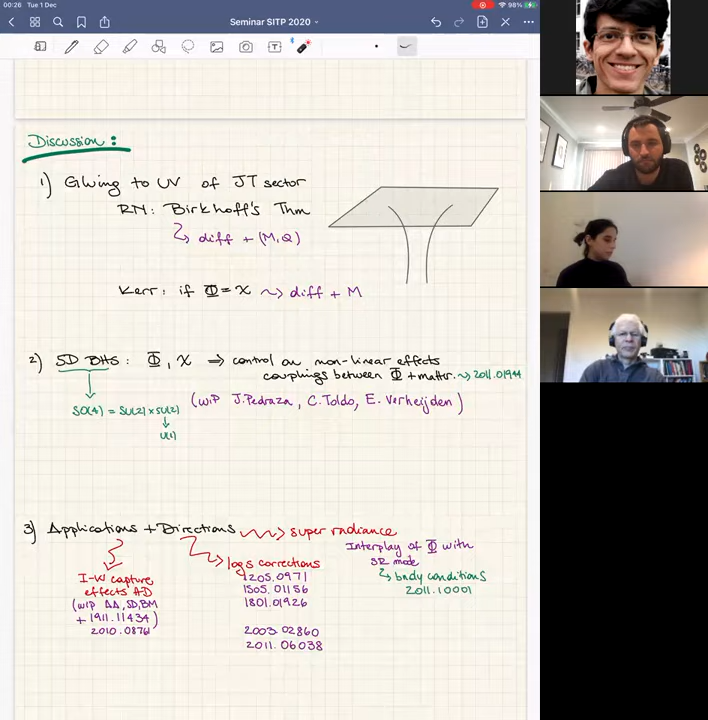 00:26 Tue 1 Dec
98%
Seminar SITP 2020
Discussion:
1) Gluing to UV of JT sector
RN: Birkhoff's Thm
diff + (M,Q)
Kerr: if Φ = χ ⇝ diff + M
2) 5D BHs: Φ, χ ⇒ control on non-linear effects
couplings between Φ + matter. ⇝ 2011.01944
SO(4) = SU(2) × SU(2)
U(1)
(WIP J.Pedraza, C.Toldo, E.Verheijden)
3) Applications + Directions ⇝ super radiance
Interplay of Φ with
SR mode
bndy conditions
2011.10001
logs corrections
1205.0971
1505.01156
1801.01926
2003.02860
2011.06038
I-W capture
effects A-D
(WIP ΔΔ, SD, BM
+ 1911.11434)
2010.08761